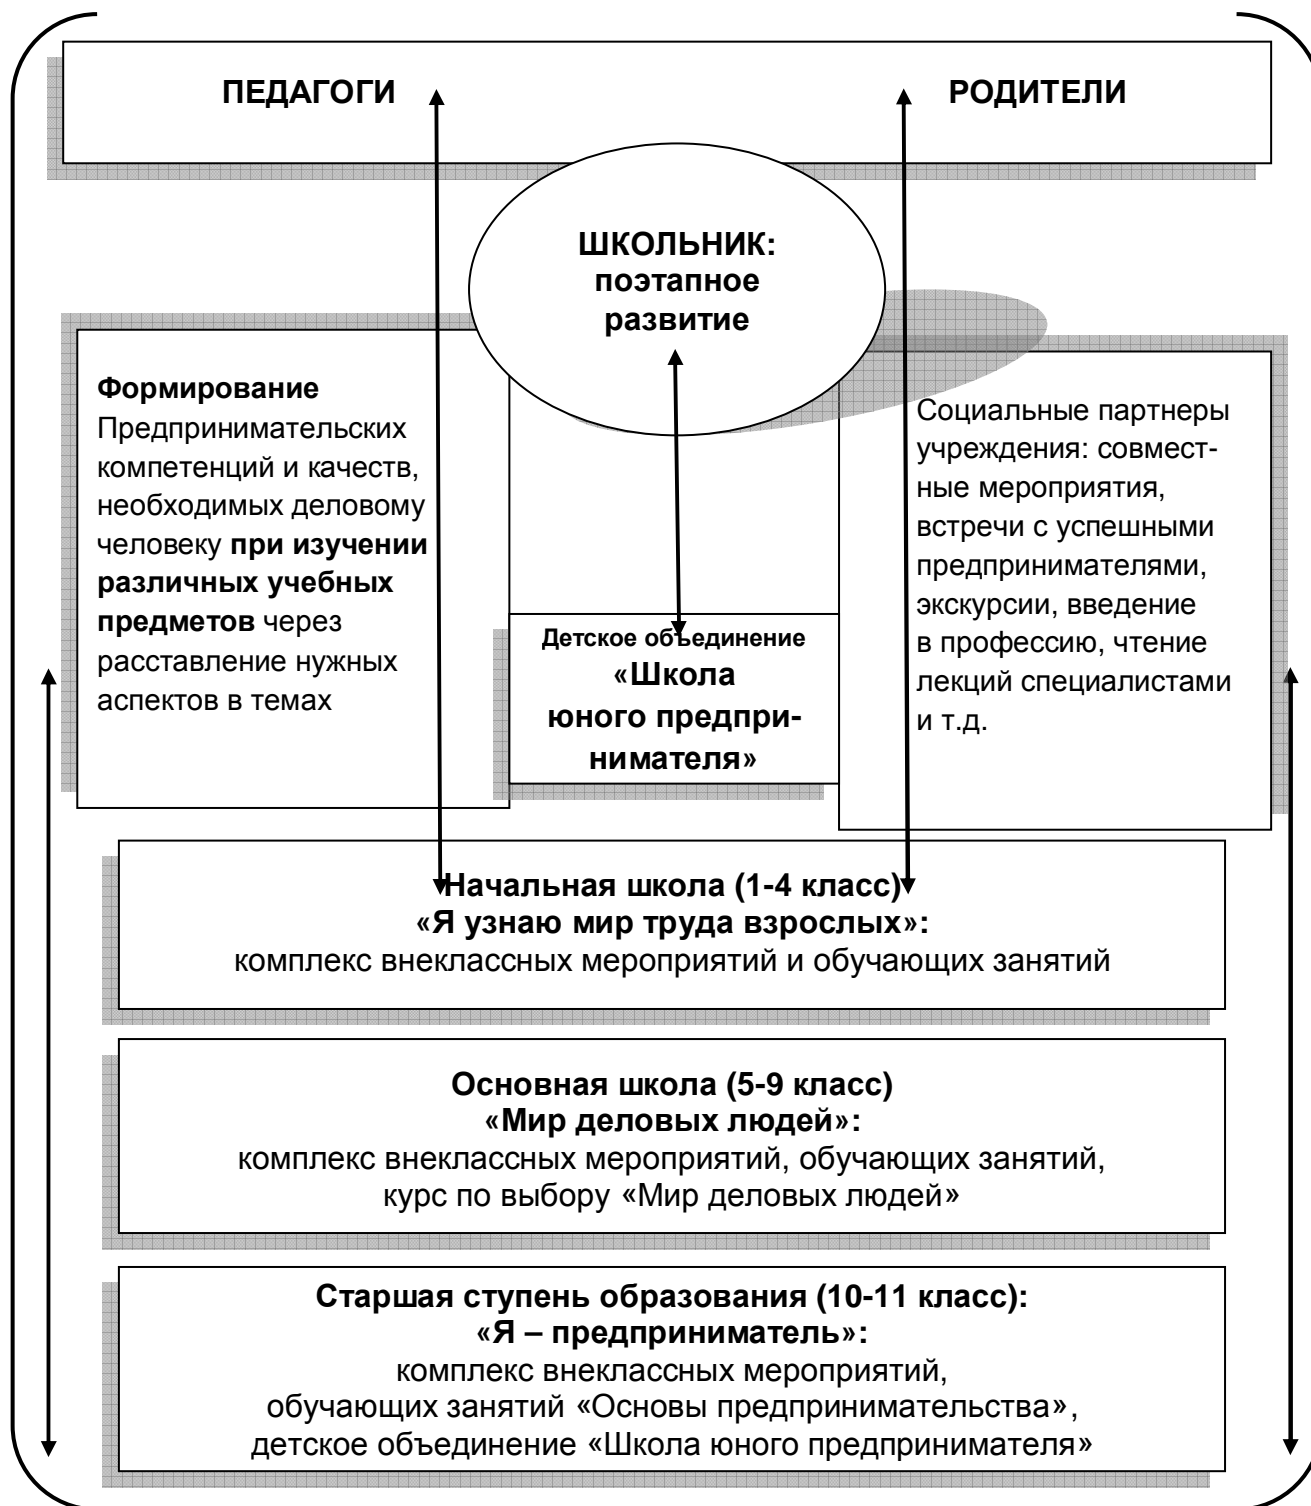 ПЕДАГОГИ
РОДИТЕЛИ
ШКОЛЬНИК:
поэтапное
развитие
Формирование
Предпринимательских
компетенций и качеств,
необходимых деловому
человеку при изучении
различных учебных
предметов через
расставление нужных
аспектов в темах
Детское объединение
«Школа
юного предпри-
нимателя»
Социальные партнеры
учреждения: совмест-
ные мероприятия,
встречи с успешными
предпринимателями,
экскурсии, введение
в профессию, чтение
лекций специалистами
и т.д.
Начальная школа (1-4 класс)
«Я узнаю мир труда взрослых»:
комплекс внеклассных мероприятий и обучающих занятий
Основная школа (5-9 класс)
«Мир деловых людей»:
комплекс внеклассных мероприятий, обучающих занятий,
курс по выбору «Мир деловых людей»
Старшая ступень образования (10-11 класс):
«Я – предприниматель»:
комплекс внеклассных мероприятий,
обучающих занятий «Основы предпринимательства»,
детское объединение «Школа юного предпринимателя»